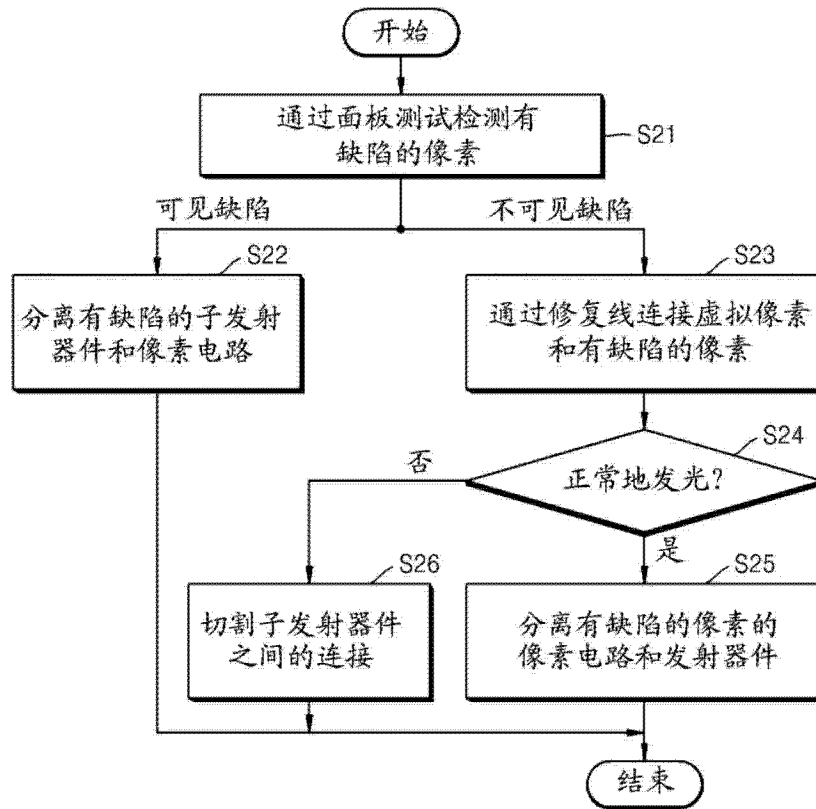 开始
通过面板测试检测有
缺陷的像素
S21
可见缺陷
不可见缺陷
S22
分离有缺陷的子发射
器件和像素电路
S23
通过修复线连接虚拟像素
和有缺陷的像素
S24
正常地发光?
否
是
S26
切割子发射器件
之间的连接
S25
分离有缺陷的像素的
像素电路和发射器件
结束